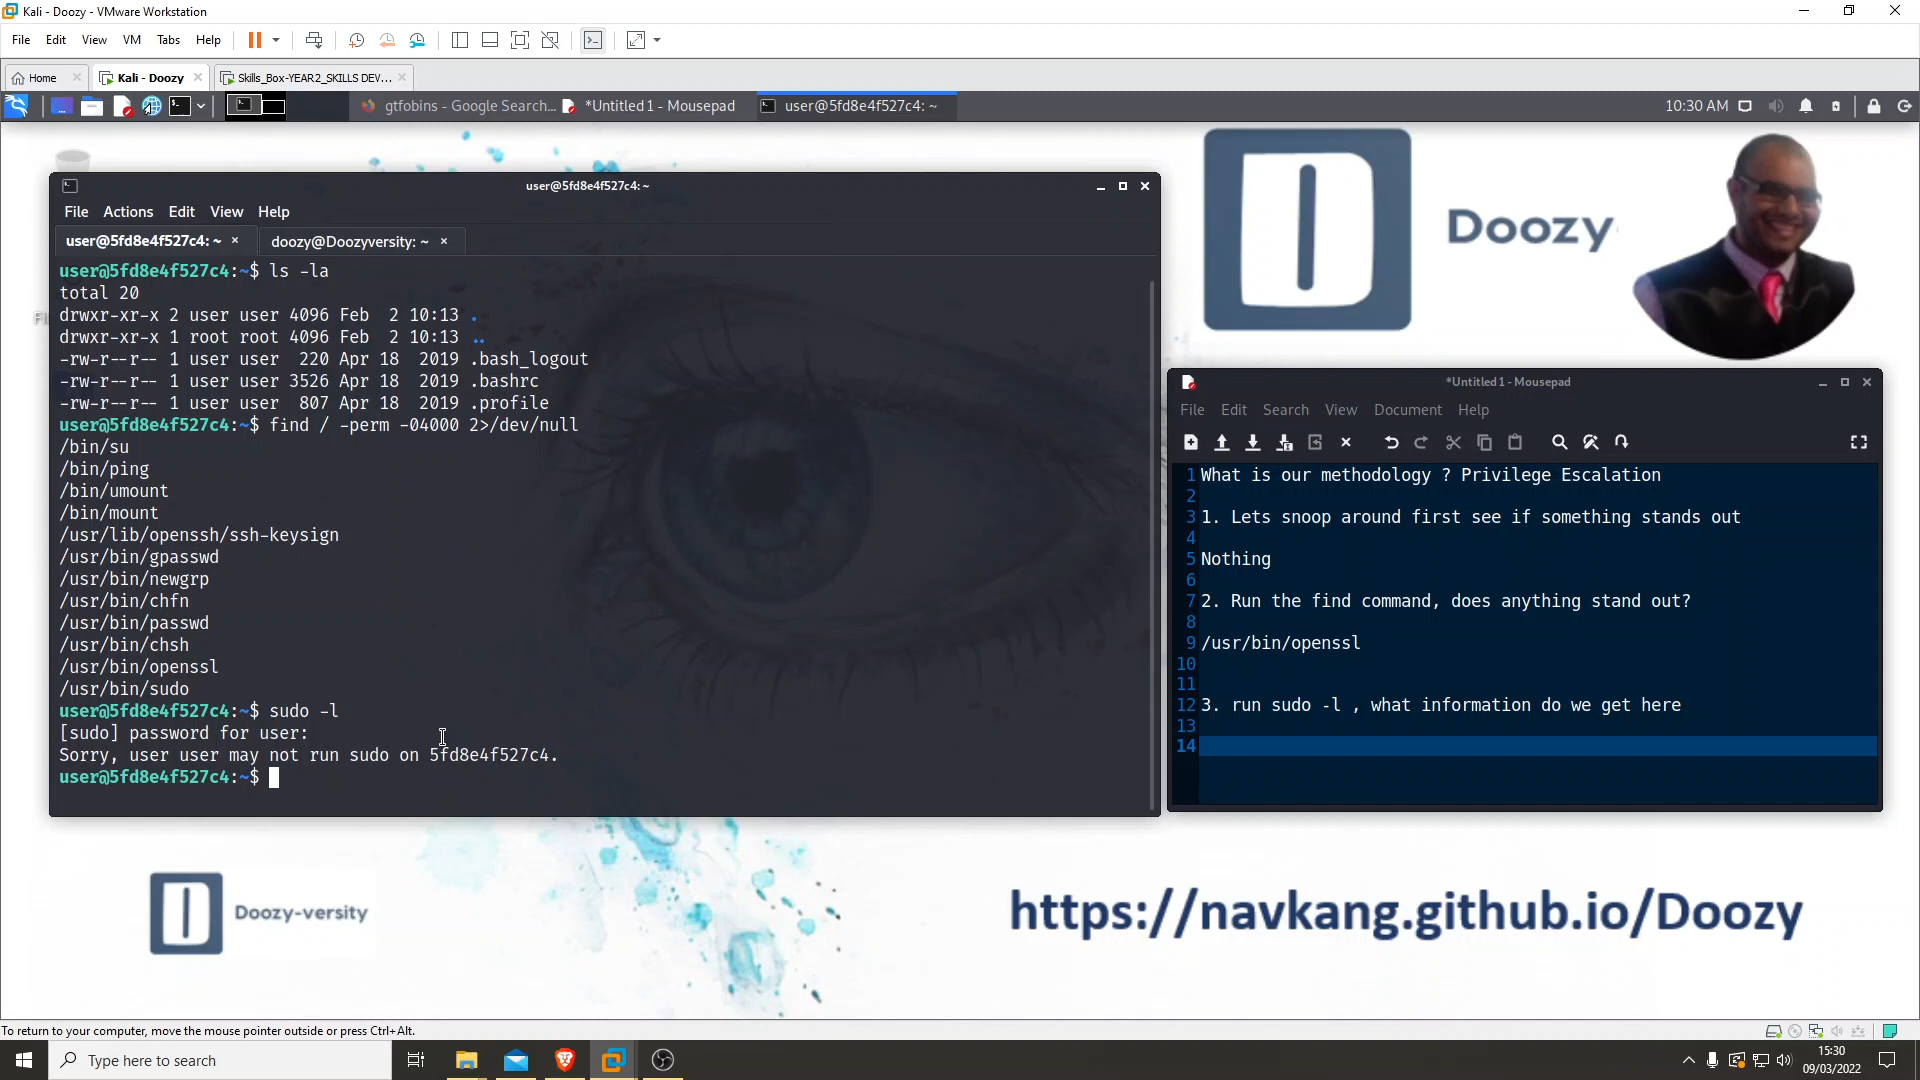 Kali - Doozy - VMware Workstation
File Edit View VM Tabs Help
Home
Kali - Doozy
Skills_Box-YEAR2_SKILLS DEV...
gtfobins - Google Search...
*Untitled 1 - Mousepad
user@5fd8e4f527c4: ~
10:30 AM
user@5fd8e4f527c4: ~
File Actions Edit View Help
user@5fd8e4f527c4: ~
doozy@Doozyversity: ~
user@5fd8e4f527c4:~$ ls -la
total 20
drwxr-xr-x 2 user user 4096 Feb  2 10:13 .
drwxr-xr-x 1 root root 4096 Feb  2 10:13 ..
-rw-r--r-- 1 user user  220 Apr 18  2019 .bash_logout
-rw-r--r-- 1 user user 3526 Apr 18  2019 .bashrc
-rw-r--r-- 1 user user  807 Apr 18  2019 .profile
user@5fd8e4f527c4:~$ find / -perm -04000 2>/dev/null
/bin/su
/bin/ping
/bin/umount
/bin/mount
/usr/lib/openssh/ssh-keysign
/usr/bin/gpasswd
/usr/bin/newgrp
/usr/bin/chfn
/usr/bin/passwd
/usr/bin/chsh
/usr/bin/openssl
/usr/bin/sudo
user@5fd8e4f527c4:~$ sudo -l
[sudo] password for user:
Sorry, user user may not run sudo on 5fd8e4f527c4.
user@5fd8e4f527c4:~$
Doozy
*Untitled 1 - Mousepad
File Edit Search View Document Help
1 What is our methodology ? Privilege Escalation
2
3 1. Lets snoop around first see if something stands out
4
5 Nothing
6
7 2. Run the find command, does anything stand out?
8
9 /usr/bin/openssl
10
11
12 3. run sudo -l , what information do we get here
13
14
Doozy-versity
https://navkang.github.io/Doozy
To return to your computer, move the mouse pointer outside or press Ctrl+Alt.
Type here to search
15:30
09/03/2022